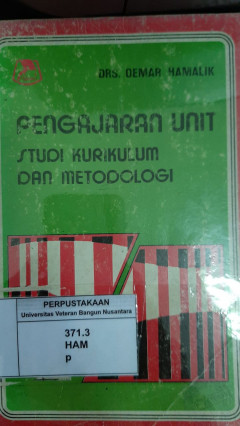 DRS. OEMAR HAMALIK
PENGAJARAN UNIT
STUDI KURIKULUM
DAN METODOLOGI
PERPUSTAKAAN
Universitas Veteran Bangun Nusantara
371.3
HAM
p